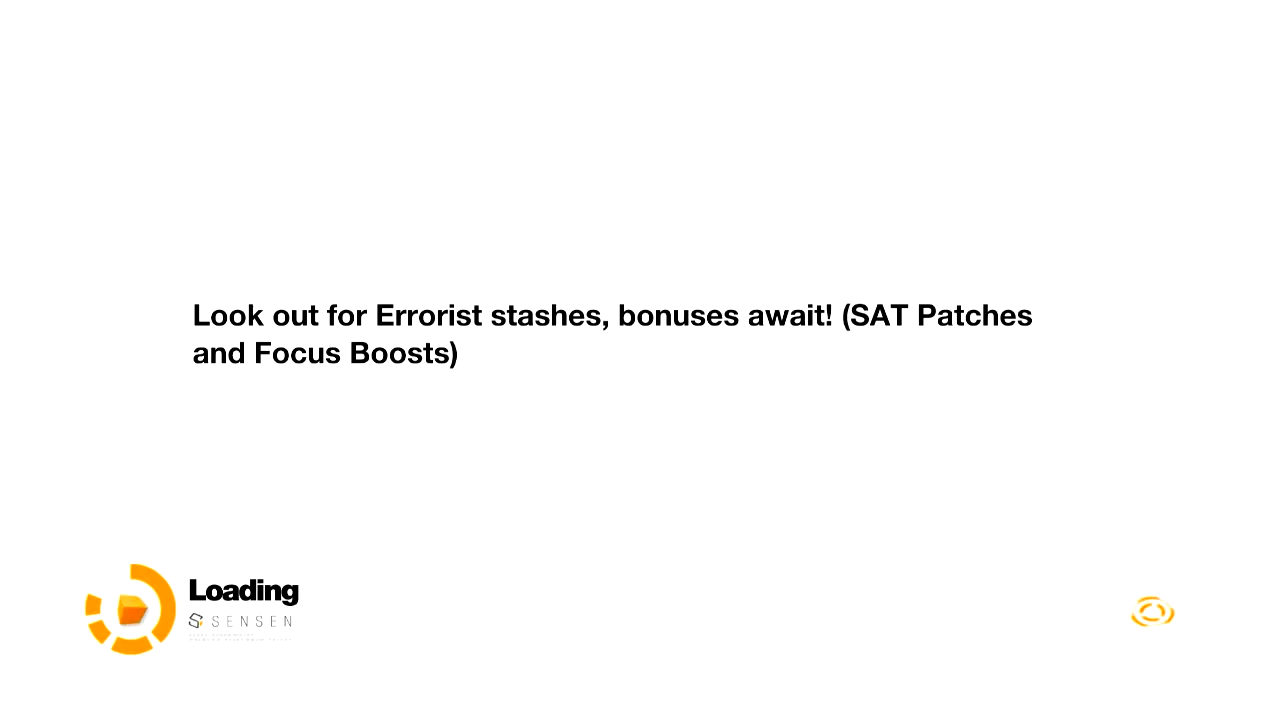 Look out for Errorist stashes, bonuses await! (SAT Patches
and Focus Boosts)
Loading
SENSEN